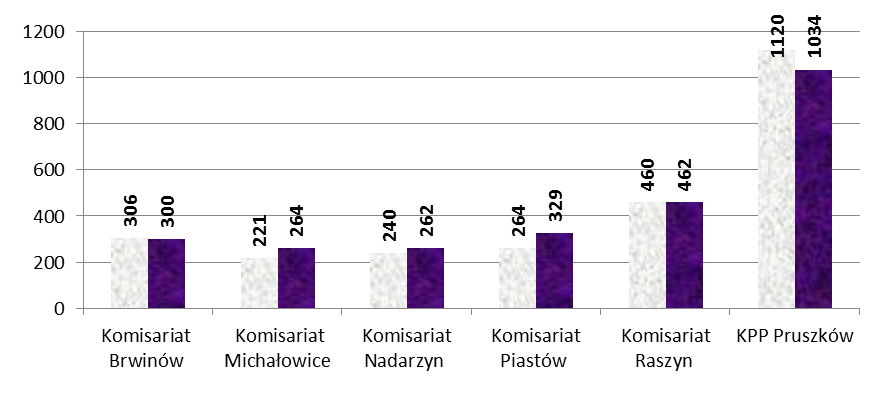 1200
1000
800
600
400
200
0
306
300
221
264
240
262
264
329
460
462
1120
1034
Komisariat
Brwinów
Komisariat
Michałowice
Komisariat
Nadarzyn
Komisariat
Piastów
Komisariat
Raszyn
KPP Pruszków